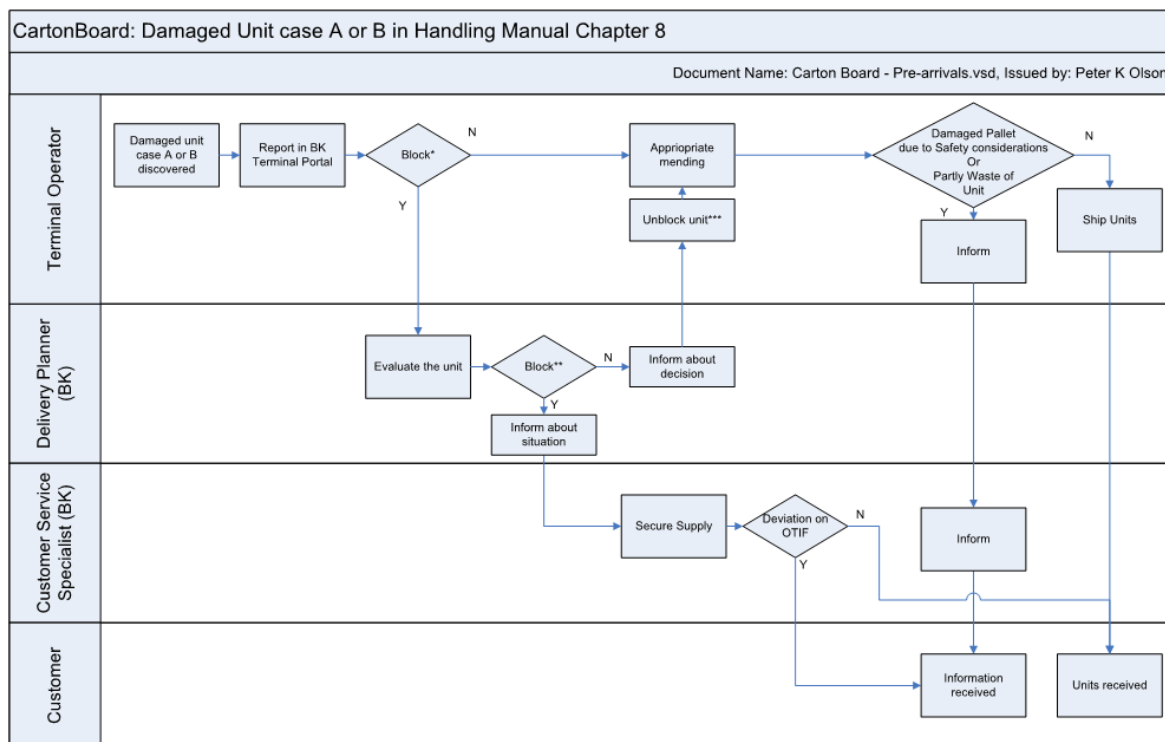 CartonBoard: Damaged Unit case A or B in Handling Manual Chapter 8
Document Name: Carton Board - Pre-arrivals.vsd, Issued by: Peter K Olson
Terminal Operator
Damaged unit
case A or B
discovered
Report in BK
Terminal Portal
Block*
N
Y
Appriopriate
mending
Unblock unit***
Damaged Pallet
due to Safety considerations
Or
Partly Waste of
Unit
N
Y
Inform
Ship Units
Delivery Planner
(BK)
Evaluate the unit
Block**
N
Y
Inform about
decision
Inform about
situation
Customer Service
Specialist (BK)
Secure Supply
Deviation on
OTIF
N
Y
Inform
Customer
Information
received
Units received